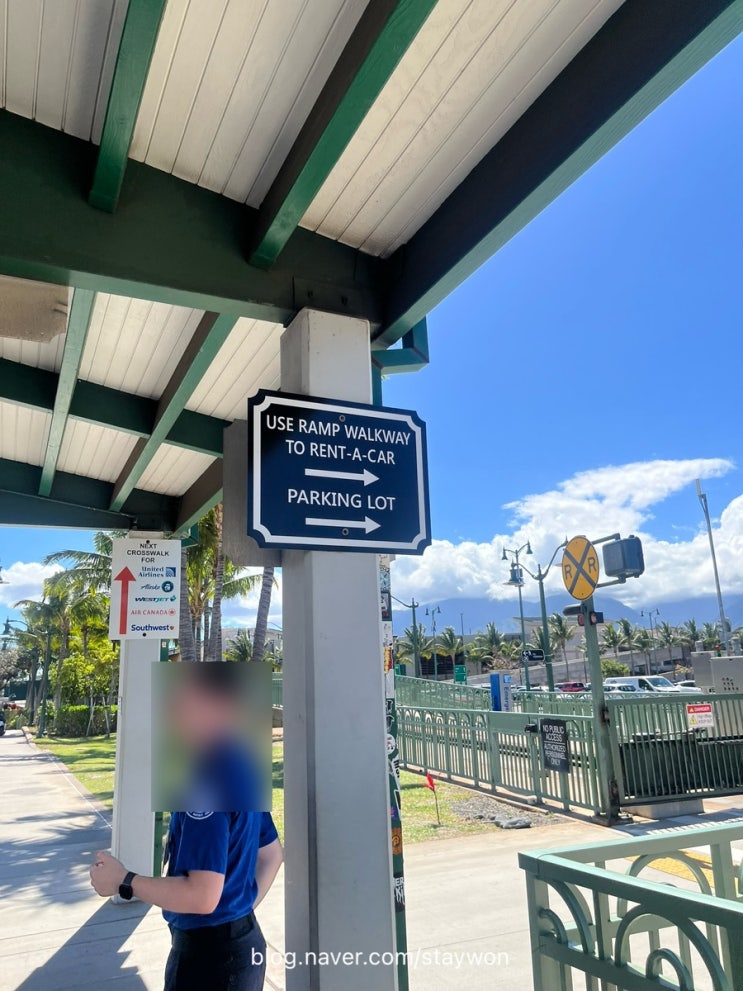 USE RAMP WALKWAY
TO RENT-A-CAR
PARKING LOT
NEXT
CROSSWALK
FOR
United
Airlines
Alaska
WESTJET
AIR CANADA
Southwest
R R
NO PUBLIC
ACCESS
AUTHORIZED
PERSONNEL
ONLY
DANGER
blog.naver.com/staywon